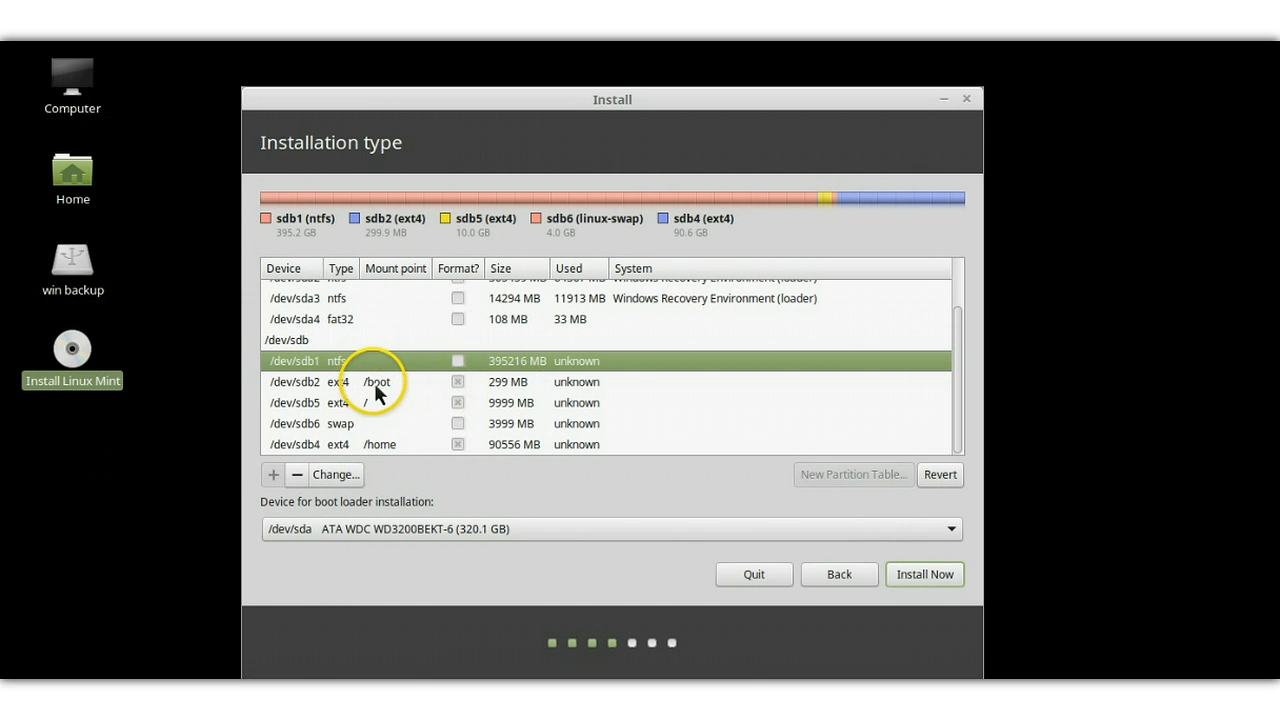 Computer
Home
win backup
Install Linux Mint
Install
Installation type
sdb1 (ntfs) sdb2 (ext4) sdb5 (ext4) sdb6 (linux-swap) sdb4 (ext4)
395.2 GB 299.9 MB 10.0 GB 4.0 GB 90.6 GB
Device Type Mount point Format? Size Used System
/dev/sda3 ntfs 14294 MB 11913 MB Windows Recovery Environment (loader)
/dev/sda4 fat32 108 MB 33 MB
/dev/sdb
/dev/sdb1 ntfs 395216 MB unknown
/dev/sdb2 ext4 /boot 299 MB unknown
/dev/sdb5 ext4 / 9999 MB unknown
/dev/sdb6 swap 3999 MB unknown
/dev/sdb4 ext4 /home 90556 MB unknown
+ − Change... New Partition Table... Revert
Device for boot loader installation:
/dev/sda ATA WDC WD3200BEKT-6 (320.1 GB)
Quit Back Install Now